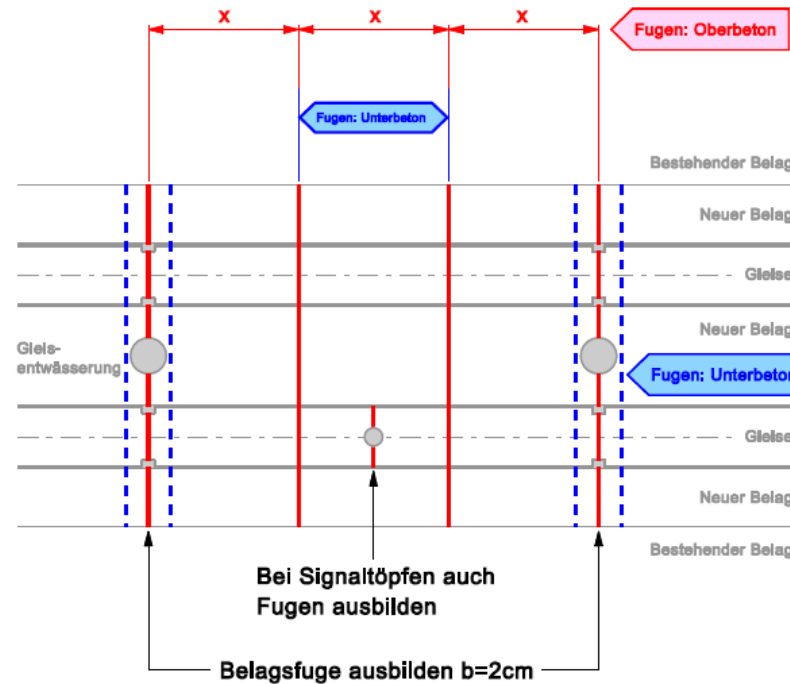 x x x
Fugen: Oberbeton
Fugen: Unterbeton
Bestehender Belag
Neuer Belag
Gleise
Neuer Belag
Gleis-
entwässerung
Fugen: Unterbeton
Gleise
Neuer Belag
Bestehender Belag
Bei Signaltöpfen auch
Fugen ausbilden
Belagsfuge ausbilden b=2cm